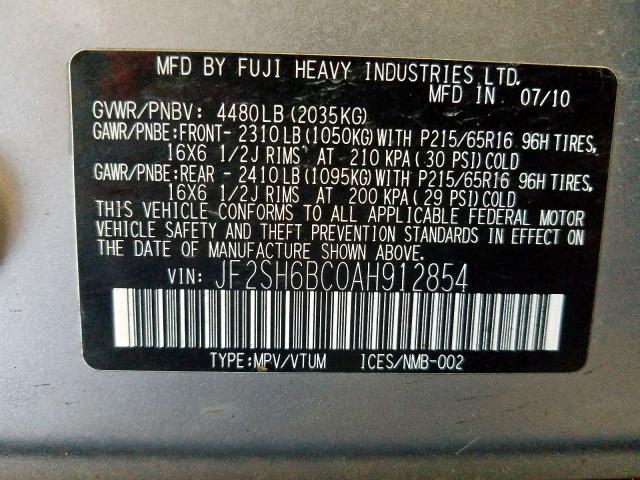 MFD BY FUJI HEAVY INDUSTRIES,LTD.
MFD IN 07/10
GVWR/PNBV: 4480LB(2035KG)
GAWR/PNBE:FRONT- 2310LB(1050KG)WITH P215/65R16 96H TIRES,
16X6 1/2J RIMS AT 210 KPA(30 PSI)COLD
GAWR/PNBE:REAR - 2410LB(1095KG)WITH P215/65R16 96H TIRES,
16X6 1/2J RIMS AT 200 KPA(29 PSI)COLD
THIS VEHICLE CONFORMS TO ALL APPLICABLE FEDERAL MOTOR
VEHICLE SAFETY AND THEFT PREVENTION STANDARDS IN EFFECT ON
THE DATE OF MANUFACTURE SHOWN ABOVE.
VIN: JF2SH6BC0AH912854
TYPE:MPV/VTUM ICES/NMB-002